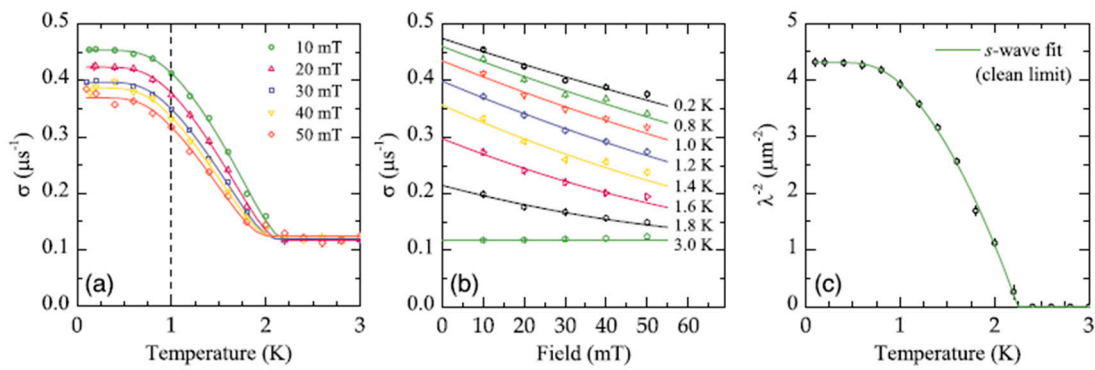 0.5
0.4
0.3
0.2
0.1
0.0
σ (μs⁻¹)
10 mT
20 mT
30 mT
40 mT
50 mT
(a)
0 1 2 3
Temperature (K)
0.5
0.4
0.3
0.2
0.1
0.0
σ (μs⁻¹)
0.2 K
0.8 K
1.0 K
1.2 K
1.4 K
1.6 K
1.8 K
3.0 K
(b)
0 10 20 30 40 50 60
Field (mT)
5
4
3
2
1
0
λ⁻² (μm⁻²)
s-wave fit
(clean limit)
(c)
0 1 2 3
Temperature (K)